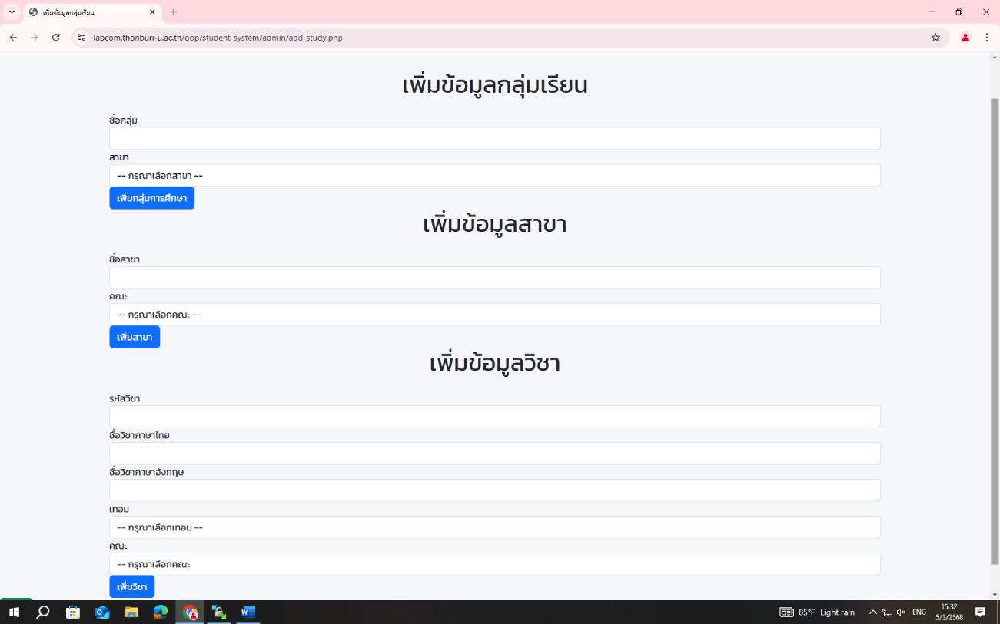 เพิ่มข้อมูลกลุ่มเรียน
labcom.thonburi-u.ac.th/oop/student_system/admin/add_study.php
เพิ่มข้อมูลกลุ่มเรียน
ชื่อกลุ่ม
สาขา
-- กรุณาเลือกสาขา --
เพิ่มกลุ่มการศึกษา
เพิ่มข้อมูลสาขา
ชื่อสาขา
คณะ
-- กรุณาเลือกคณะ --
เพิ่มสาขา
เพิ่มข้อมูลวิชา
รหัสวิชา
ชื่อวิขาภาษาไทย
ชื่อวิขาภาษาอังกฤษ
เทอม
-- กรุณาเลือกเทอม --
คณะ
-- กรุณาเลือกคณะ
เพิ่มวิชา
85°F Light rain
ENG
15:32
5/3/2568